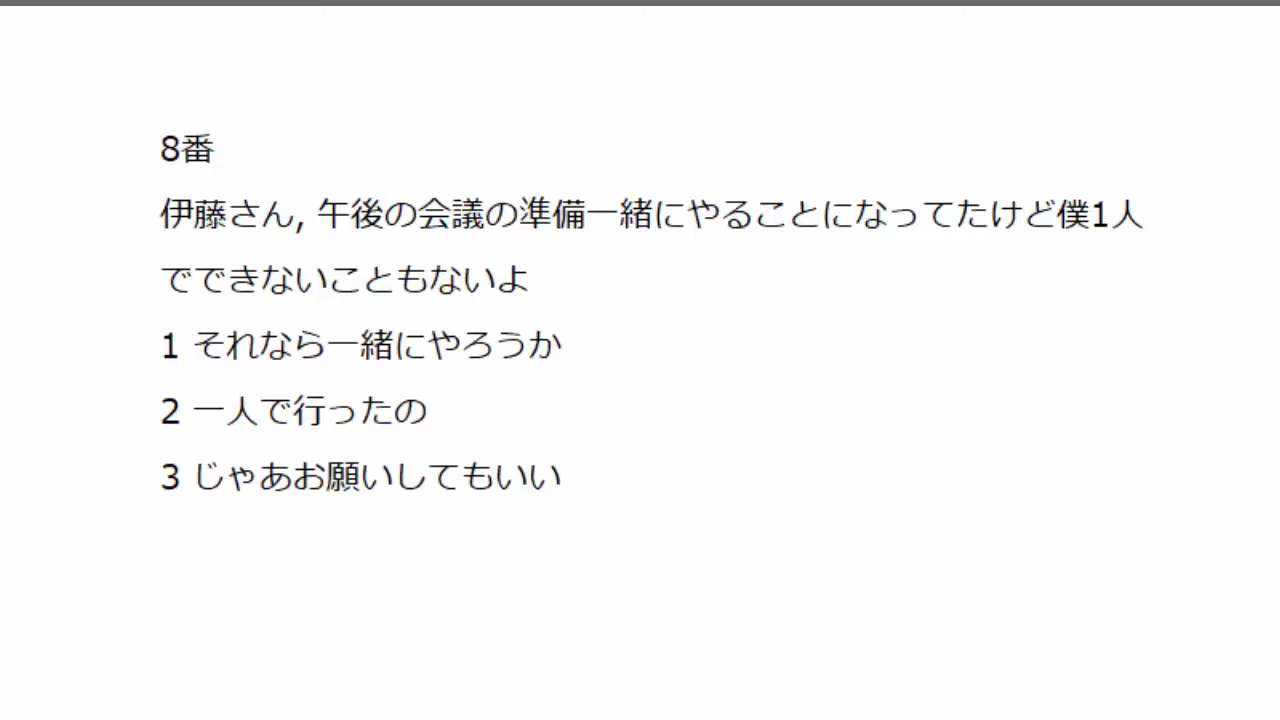 8番
伊藤さん, 午後の会議の準備一緒にやることになってたけど僕1人
でできないこともないよ
1 それなら一緒にやろうか
2 一人で行ったの
3 じゃあお願いしてもいい